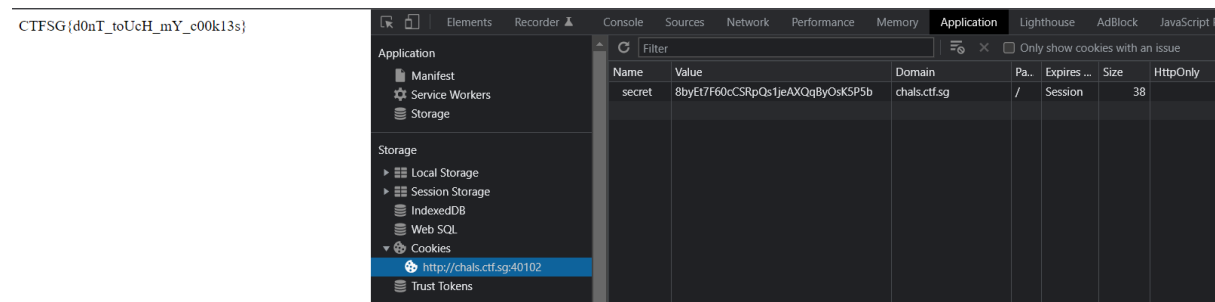 CTFSG{d0nT_toUcH_mY_c00k13s}
Elements Recorder Console Sources Network Performance Memory Application Lighthouse AdBlock JavaScript
Application
Manifest
Service Workers
Storage
Storage
Local Storage
Session Storage
IndexedDB
Web SQL
Cookies
http://chals.ctf.sg:40102
Trust Tokens
Filter Only show cookies with an issue
Name Value Domain Pa.. Expires ... Size HttpOnly
secret 8byEt7F60cCSRpQs1jeAXQqByOsK5P5b chals.ctf.sg / Session 38